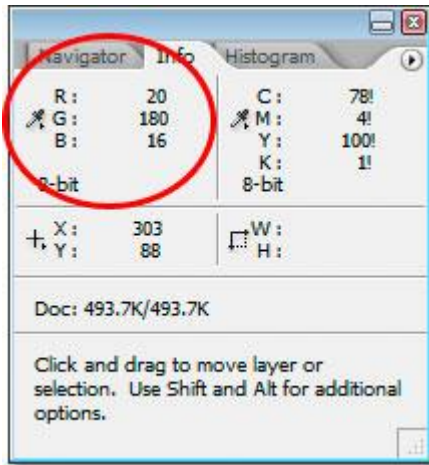 Navigator Info Histogram
R: 20 C: 78!
G: 180 M: 4!
B: 16 Y: 100!
K: 1!
8-bit 8-bit
X: 303 W:
Y: 88 H:
Doc: 493.7K/493.7K
Click and drag to move layer or
selection. Use Shift and Alt for additional
options.